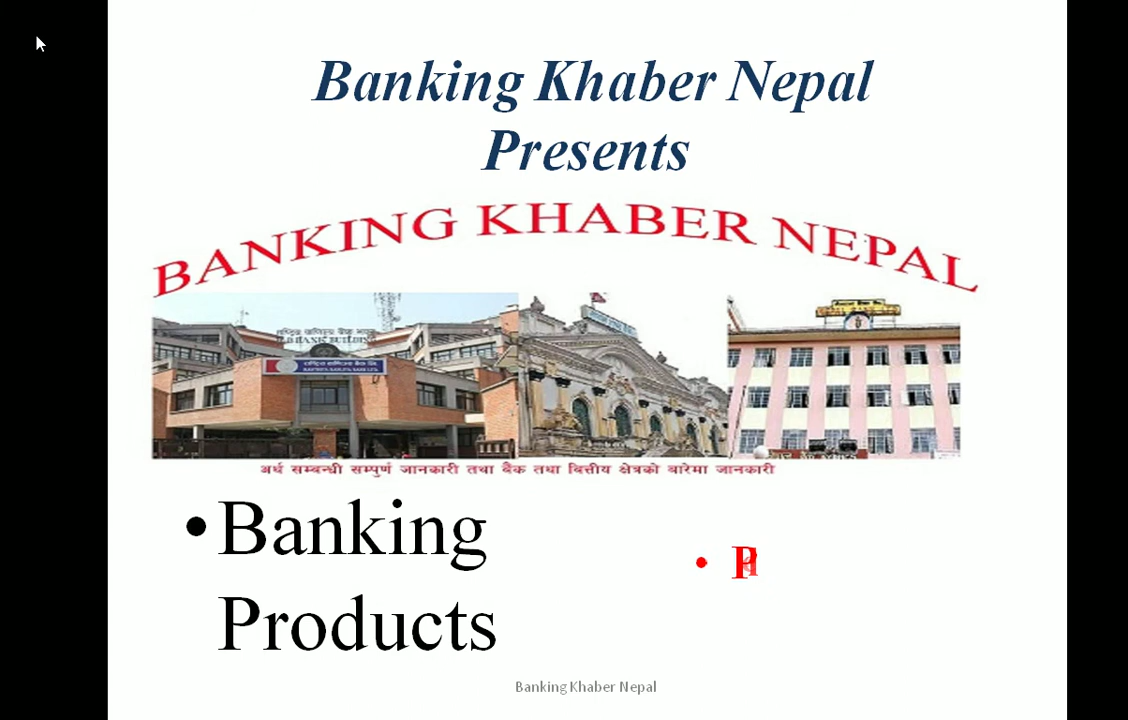 Banking Khaber Nepal
Presents
BANKING KHABER NEPAL
अर्थ सम्बन्धी सम्पुर्ण जानकारी तथा बैंक तथा वित्तीय क्षेत्रको बारेमा जानकारी
•Banking
Products
• P
Banking Khaber Nepal